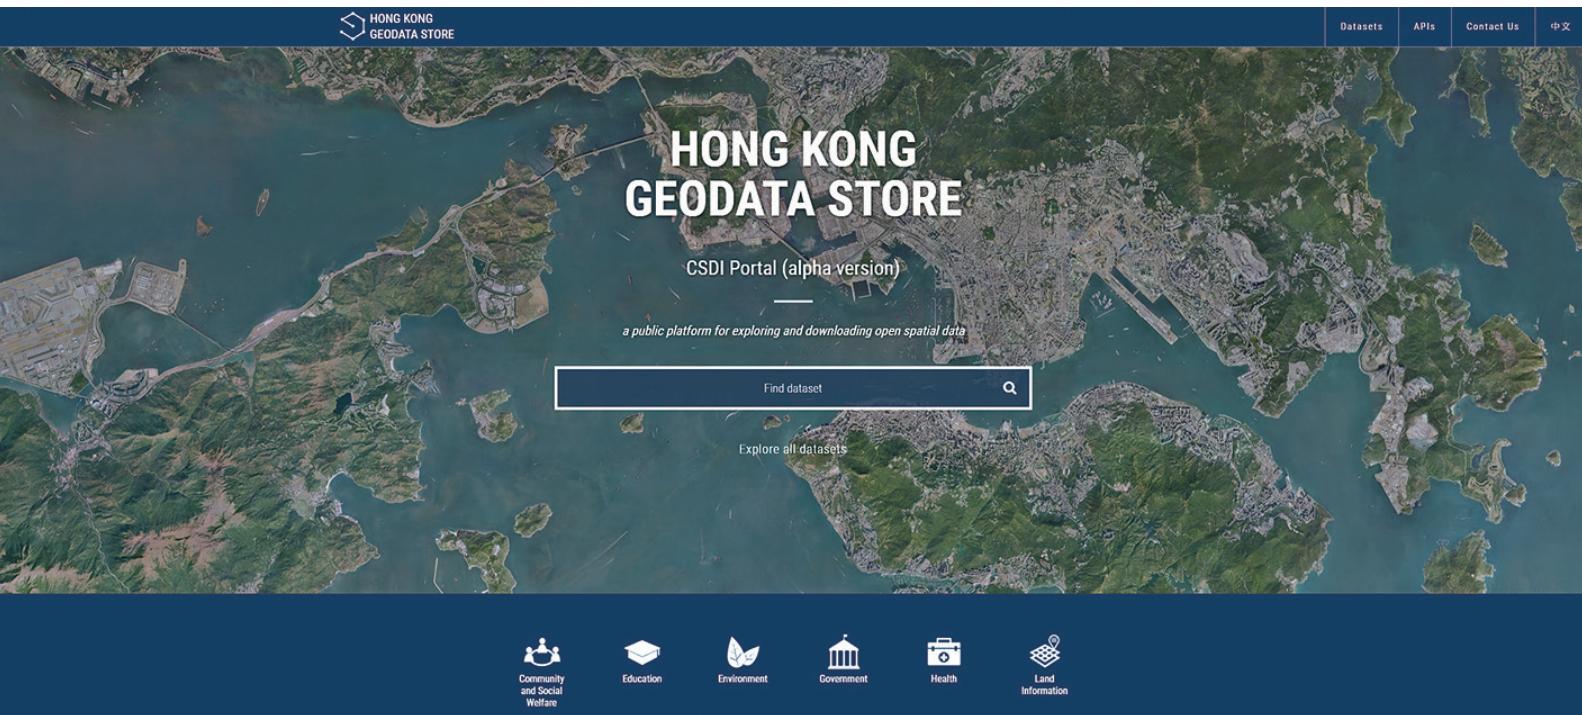 HONG KONG
GEODATA STORE
Datasets
APIs
Contact Us
中文
HONG KONG
GEODATA STORE
CSDI Portal (alpha version)
a public platform for exploring and downloading open spatial data
Find dataset
Explore all datasets
Community
and Social
Welfare
Education
Environment
Government
Health
Land
Information